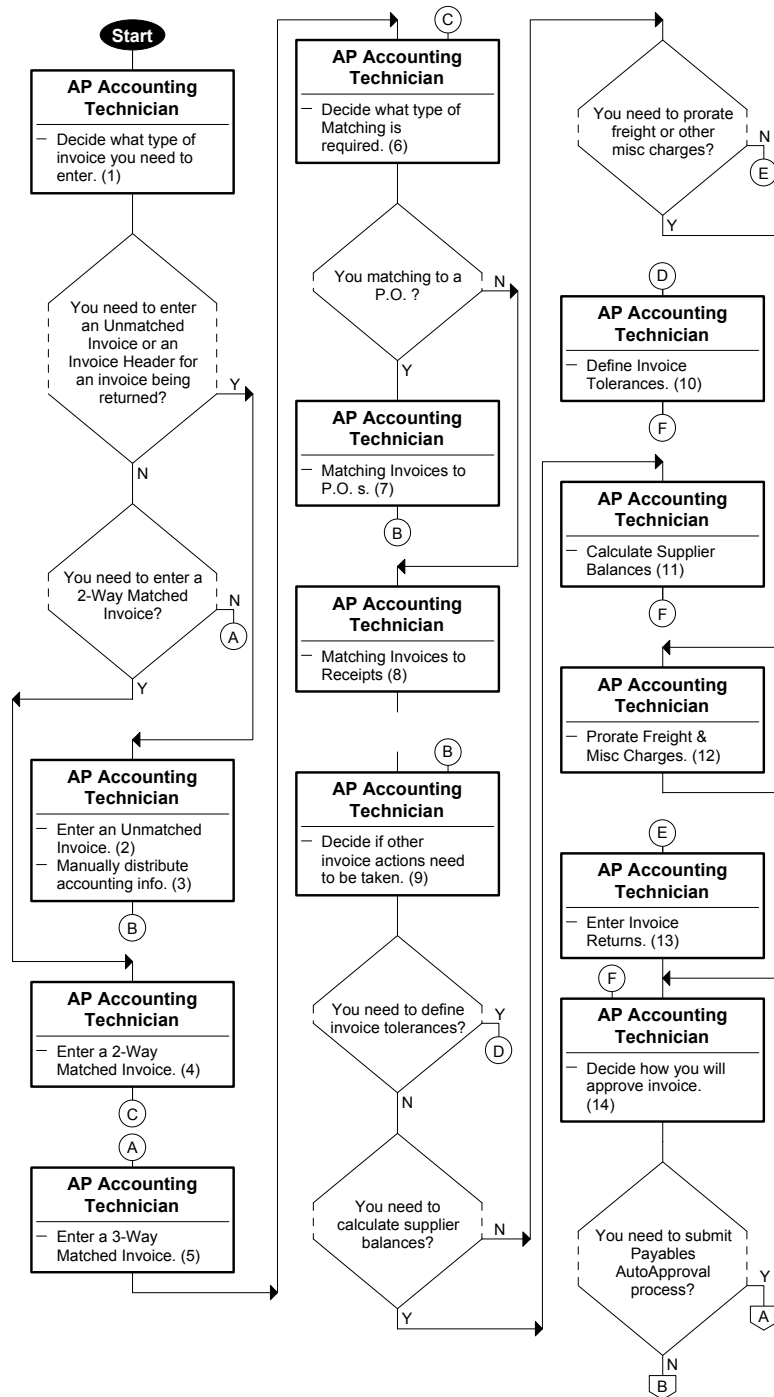 Start
AP Accounting
Technician
– Decide what type of
invoice you need to
enter. (1)
You need to enter
an Unmatched
Invoice or an
Invoice Header for
an invoice being
returned?
Y
N
You need to enter a
2-Way Matched
Invoice?
N
A
Y
AP Accounting
Technician
– Enter an Unmatched
Invoice. (2)
– Manually distribute
accounting info. (3)
B
AP Accounting
Technician
– Enter a 2-Way
Matched Invoice. (4)
C
A
AP Accounting
Technician
– Enter a 3-Way
Matched Invoice. (5)
C
AP Accounting
Technician
– Decide what type of
Matching is
required. (6)
You matching to a
P.O. ?
N
Y
AP Accounting
Technician
– Matching Invoices to
P.O. s. (7)
B
AP Accounting
Technician
– Matching Invoices to
Receipts (8)
B
AP Accounting
Technician
– Decide if other
invoice actions need
to be taken. (9)
You need to define
invoice tolerances?
Y
D
N
You need to
calculate supplier
balances?
N
Y
You need to prorate
freight or other
misc charges?
N
E
Y
D
AP Accounting
Technician
– Define Invoice
Tolerances. (10)
F
AP Accounting
Technician
– Calculate Supplier
Balances (11)
F
AP Accounting
Technician
– Prorate Freight &
Misc Charges. (12)
E
AP Accounting
Technician
– Enter Invoice
Returns. (13)
F
AP Accounting
Technician
– Decide how you will
approve invoice.
(14)
You need to submit
Payables
AutoApproval
process?
Y
A
N
B